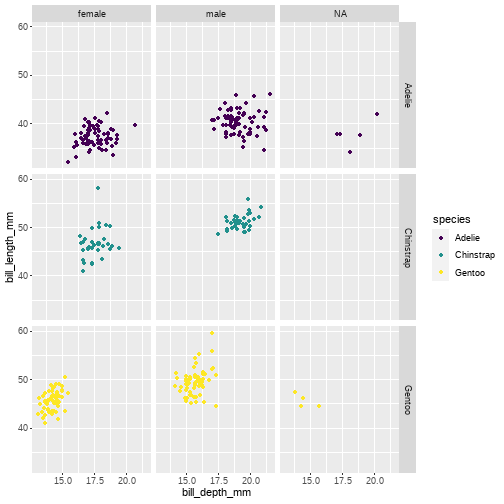 female male NA
60
50
40
Adelie
60
50
40
Chinstrap
60
50
40
Gentoo
15.0 17.5 20.0 15.0 17.5 20.0 15.0 17.5 20.0
bill_depth_mm
bill_length_mm
species
Adelie
Chinstrap
Gentoo